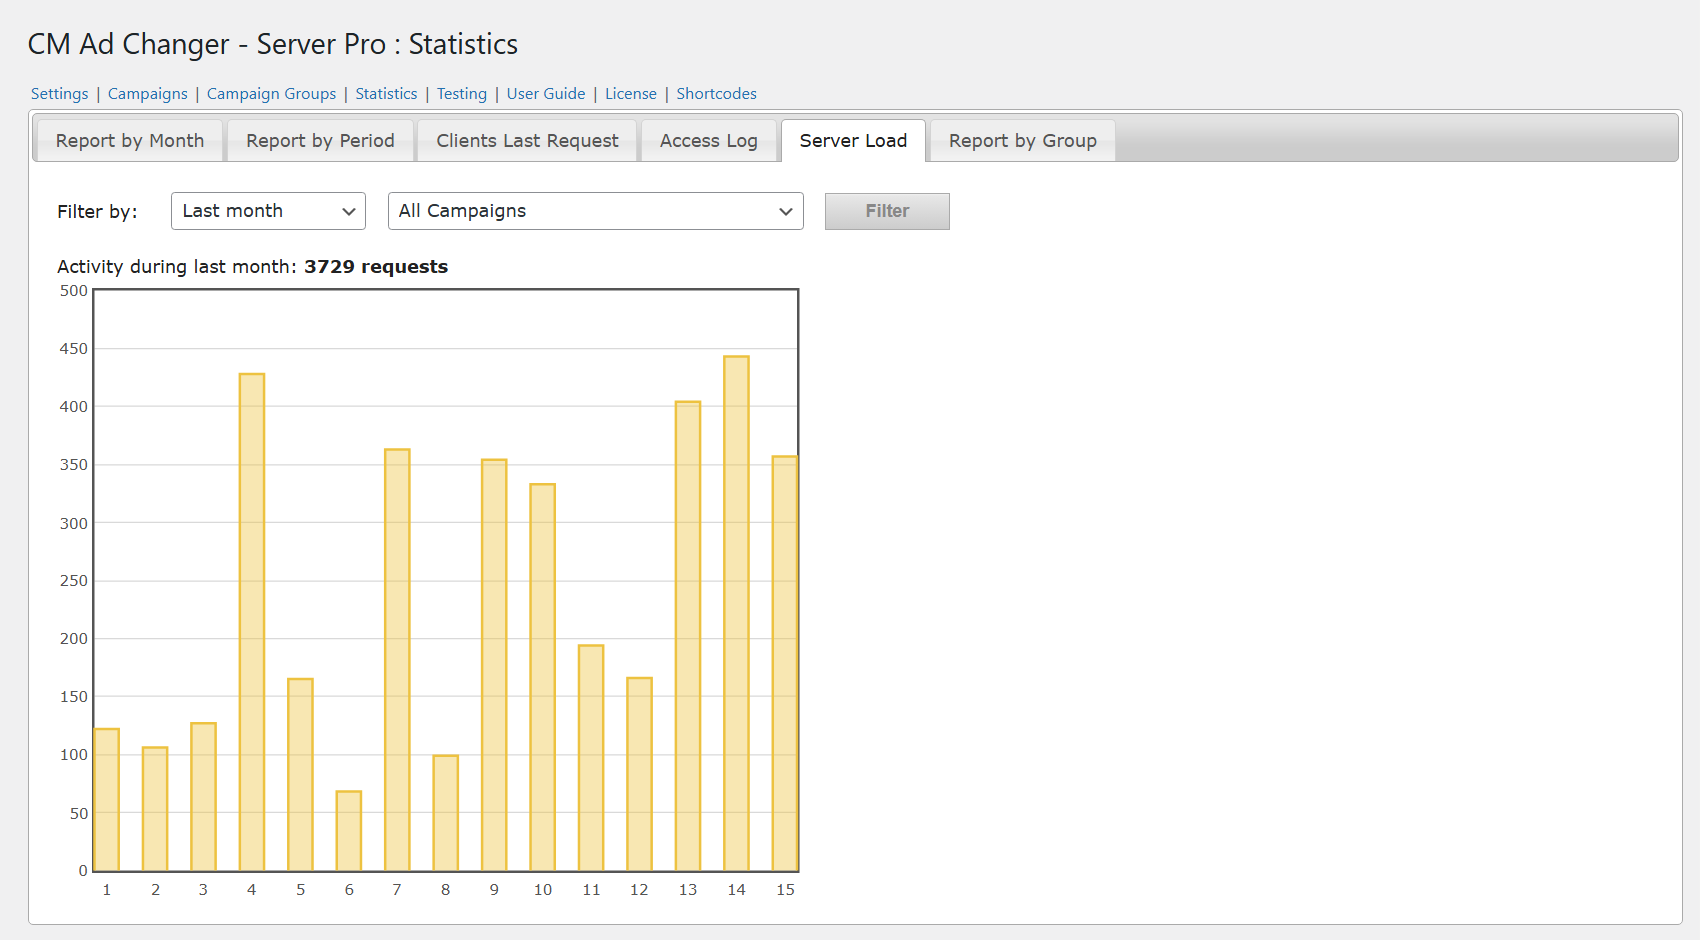 CM Ad Changer - Server Pro : Statistics
Settings | Campaigns | Campaign Groups | Statistics | Testing | User Guide | License | Shortcodes
Report by Month Report by Period Clients Last Request Access Log Server Load Report by Group
Filter by: Last month All Campaigns Filter
Activity during last month: 3729 requests
500
450
400
350
300
250
200
150
100
50
0
1 2 3 4 5 6 7 8 9 10 11 12 13 14 15